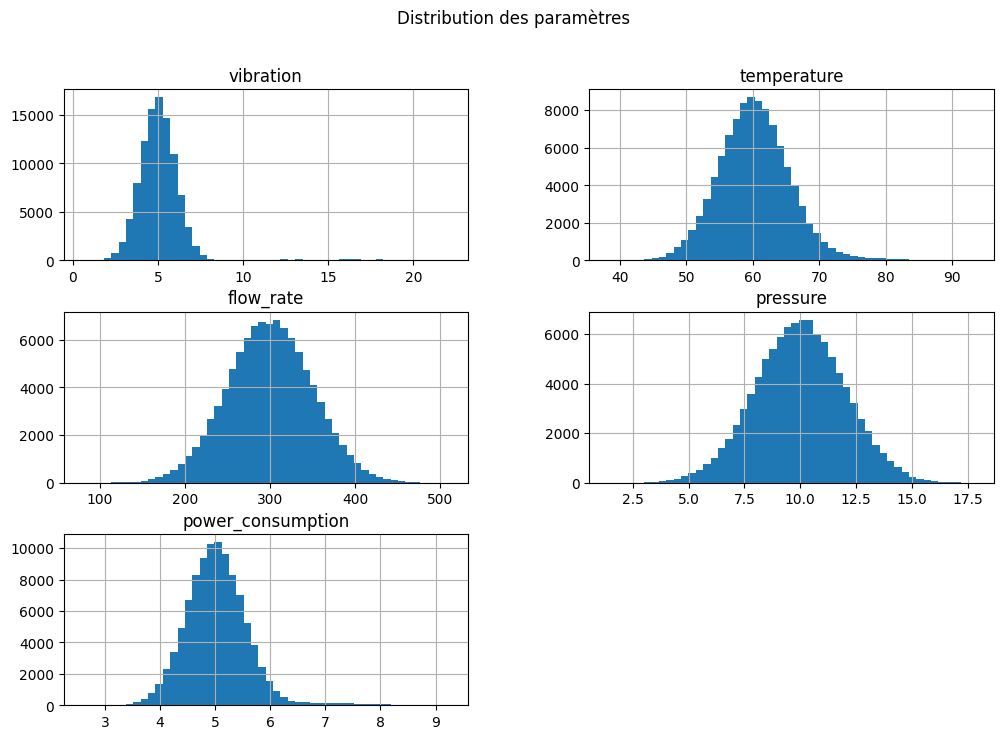 Distribution des paramètres
vibration
15000
10000
5000
0
0 5 10 15 20
temperature
8000
6000
4000
2000
0
40 50 60 70 80 90
flow_rate
6000
4000
2000
0
100 200 300 400 500
pressure
6000
4000
2000
0
2.5 5.0 7.5 10.0 12.5 15.0 17.5
power_consumption
10000
8000
6000
4000
2000
0
3 4 5 6 7 8 9